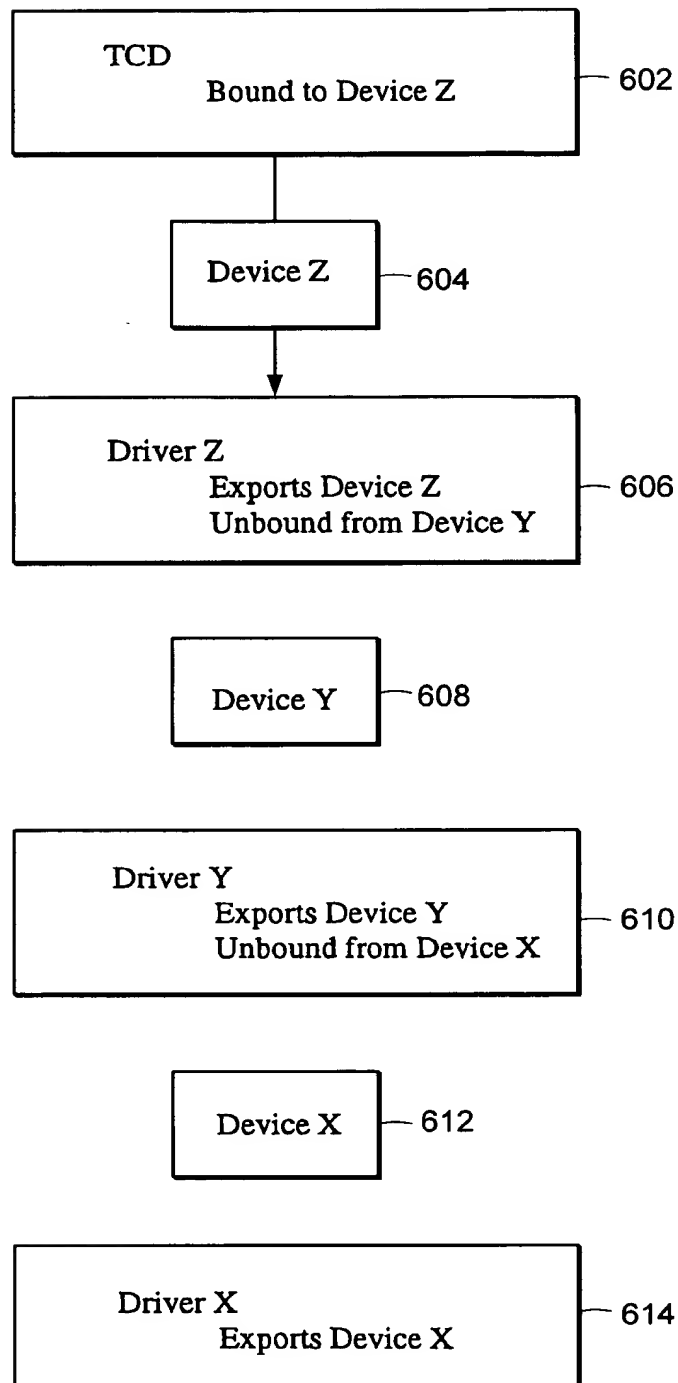 TCD
Bound to Device Z
602
Device Z
604
Driver Z
Exports Device Z
Unbound from Device Y
606
Device Y
608
Driver Y
Exports Device Y
Unbound from Device X
610
Device X
612
Driver X
Exports Device X
614